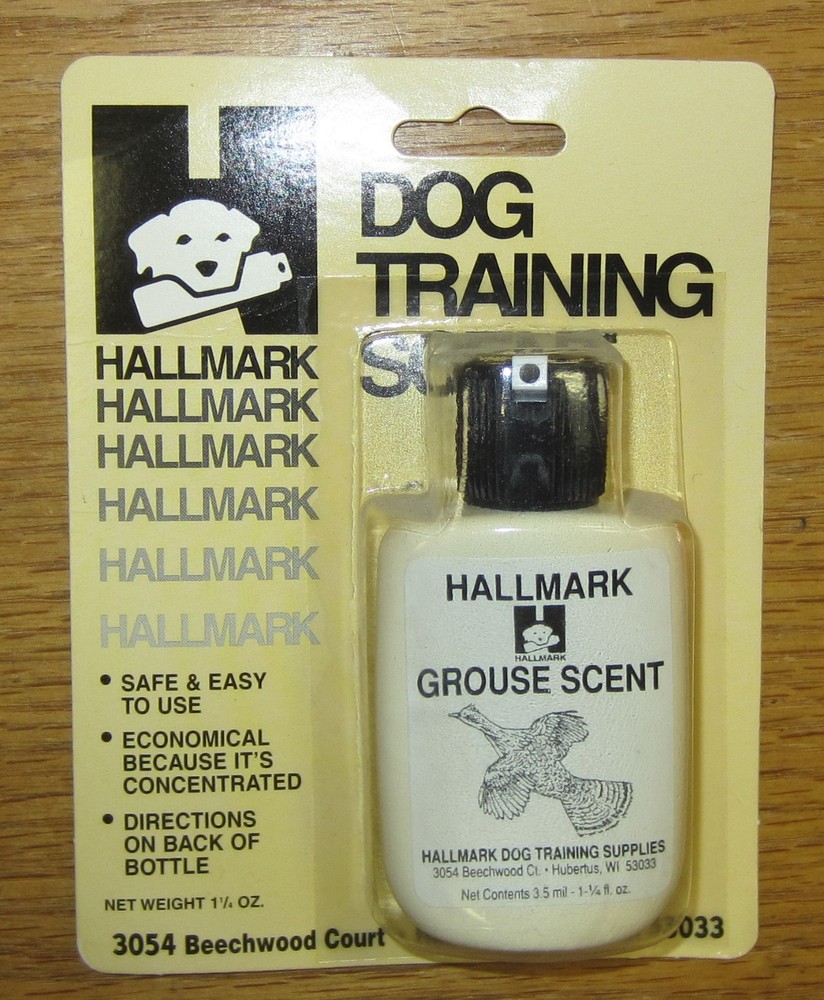 DOG
TRAINING
HALLMARK
HALLMARK
HALLMARK
HALLMARK
HALLMARK
HALLMARK
• SAFE & EASY
TO USE
• ECONOMICAL
BECAUSE IT'S
CONCENTRATED
• DIRECTIONS
ON BACK OF
BOTTLE
NET WEIGHT 1¼ OZ.
3054 Beechwood Court
HALLMARK
HALLMARK
GROUSE SCENT
HALLMARK DOG TRAINING SUPPLIES
3054 Beechwood Ct. • Hubertus, WI 53033
Net Contents 3.5 mil - 1-¼ fl. oz.